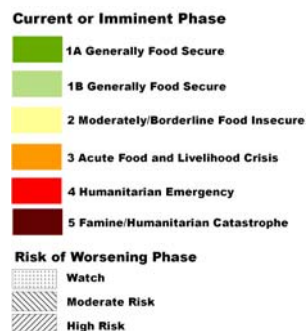 Current or Imminent Phase
1A Generally Food Secure
1B Generally Food Secure
2 Moderately/Borderline Food Insecure
3 Acute Food and Livelihood Crisis
4 Humanitarian Emergency
5 Famine/Humanitarian Catastrophe
Risk of Worsening Phase
Watch
Moderate Risk
High Risk